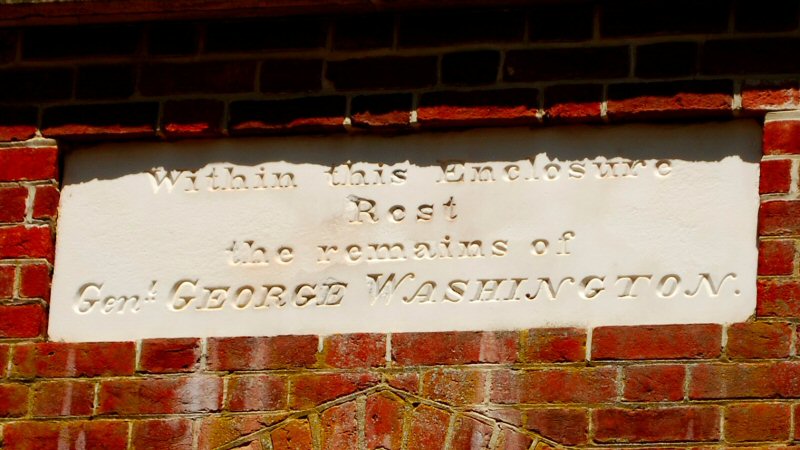 Within this Enclosure
Rest
the remains of
Genˡ. GEORGE WASHINGTON.